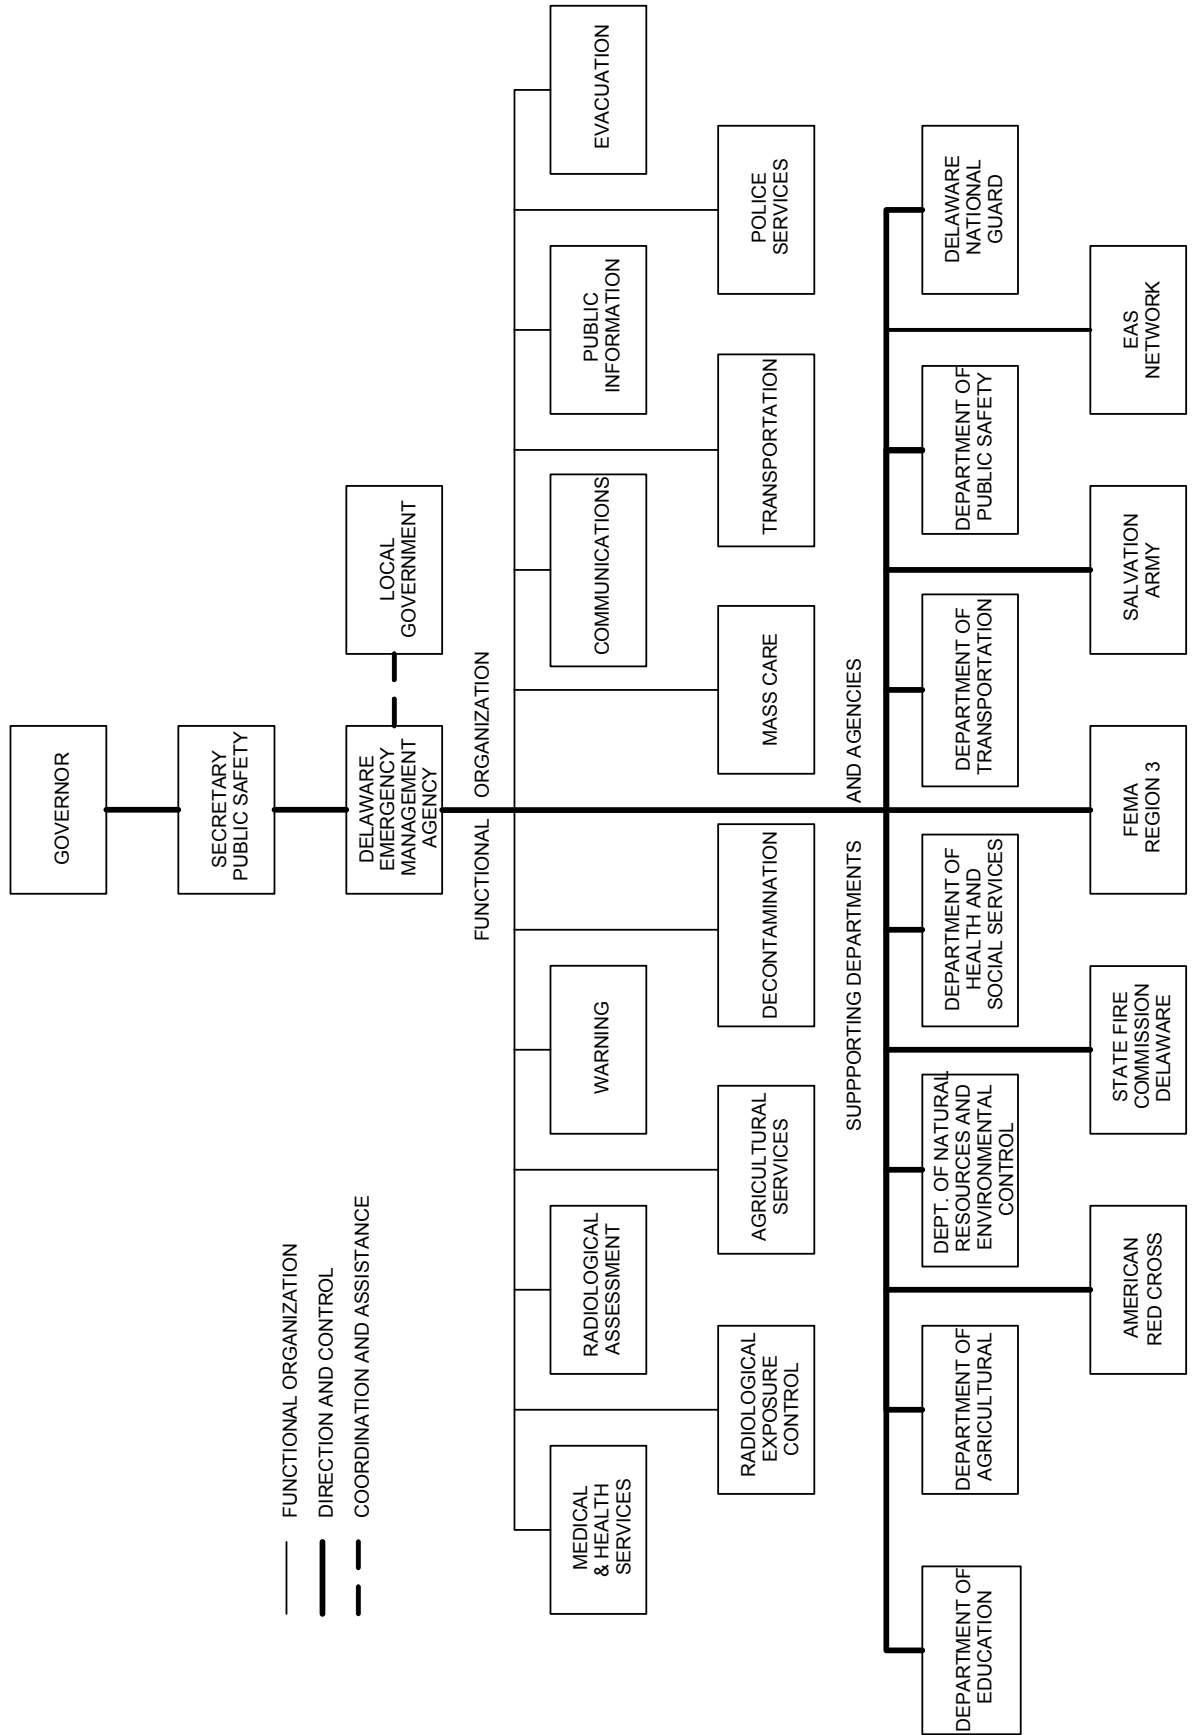 GOVERNOR
SECRETARY
PUBLIC SAFETY
DELAWARE
EMERGENCY
MANAGEMENT
AGENCY
LOCAL
GOVERNMENT
FUNCTIONAL ORGANIZATION
DIRECTION AND CONTROL
COORDINATION AND ASSISTANCE
FUNCTIONAL ORGANIZATION
MEDICAL
& HEALTH
SERVICES
RADIOLOGICAL
ASSESSMENT
WARNING
COMMUNICATIONS
PUBLIC
INFORMATION
EVACUATION
RADIOLOGICAL
EXPOSURE
CONTROL
AGRICULTURAL
SERVICES
DECONTAMINATION
MASS CARE
TRANSPORTATION
POLICE
SERVICES
SUPPPORTING DEPARTMENTS AND AGENCIES
DEPARTMENT OF
EDUCATION
DEPARTMENT OF
AGRICULTURAL
DEPT. OF NATURAL
RESOURCES AND
ENVIRONMENTAL
CONTROL
DEPARTMENT OF
HEALTH AND
SOCIAL SERVICES
DEPARTMENT OF
TRANSPORTATION
DEPARTMENT OF
PUBLIC SAFETY
DELAWARE
NATIONAL
GUARD
AMERICAN
RED CROSS
STATE FIRE
COMMISSION
DELAWARE
FEMA
REGION 3
SALVATION
ARMY
EAS
NETWORK